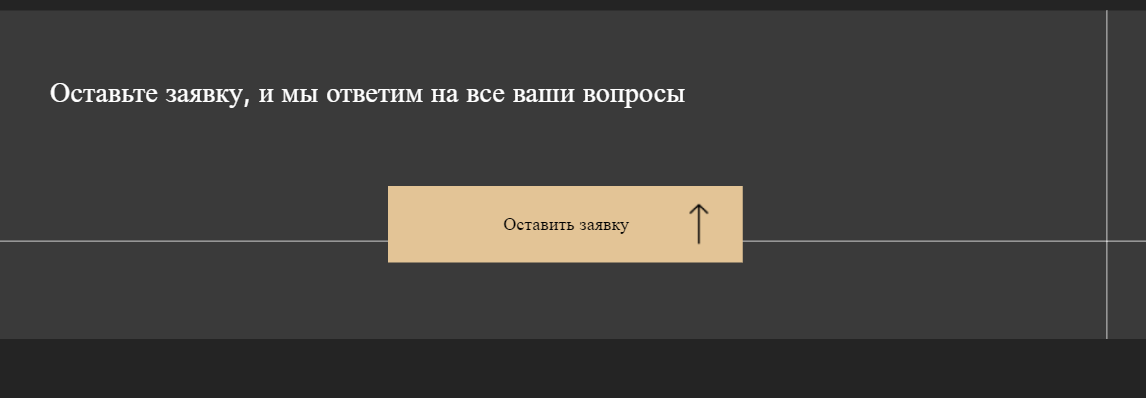 Оставьте заявку, и мы ответим на все ваши вопросы
Оставить заявку